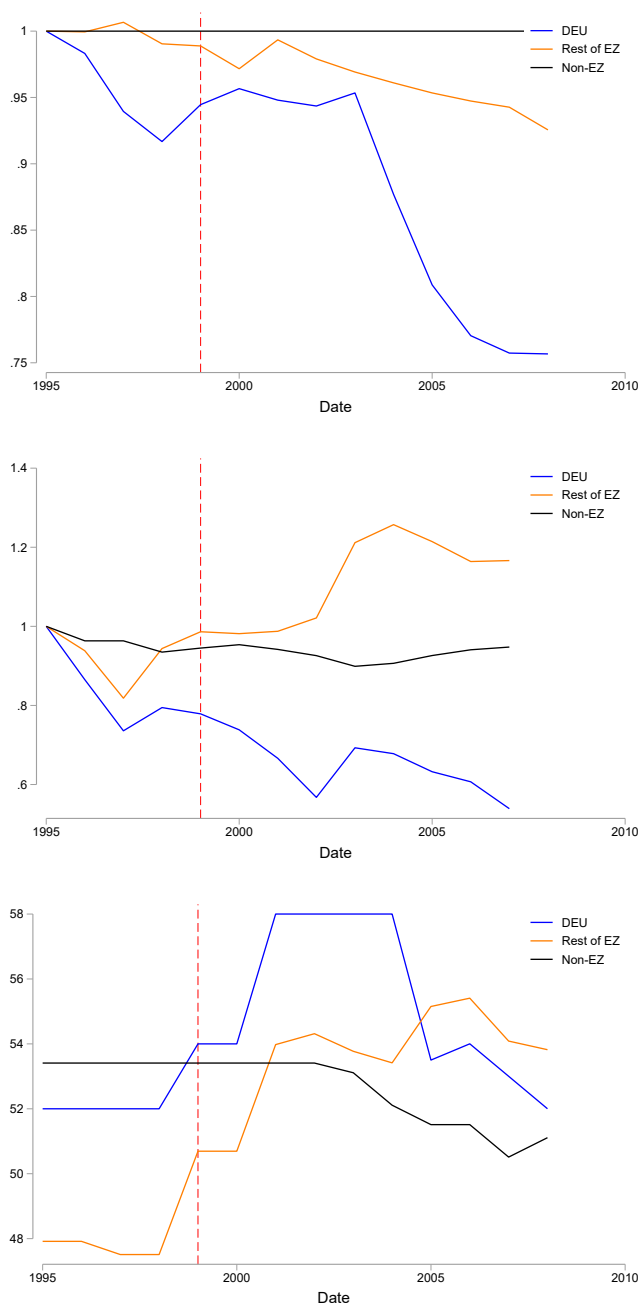 1
.95
.9
.85
.8
.75
1995 2000 2005 2010
Date
DEU
Rest of EZ
Non-EZ
1.4
1.2
1
.8
.6
1995 2000 2005 2010
Date
DEU
Rest of EZ
Non-EZ
58
56
54
52
50
48
1995 2000 2005 2010
Date
DEU
Rest of EZ
Non-EZ